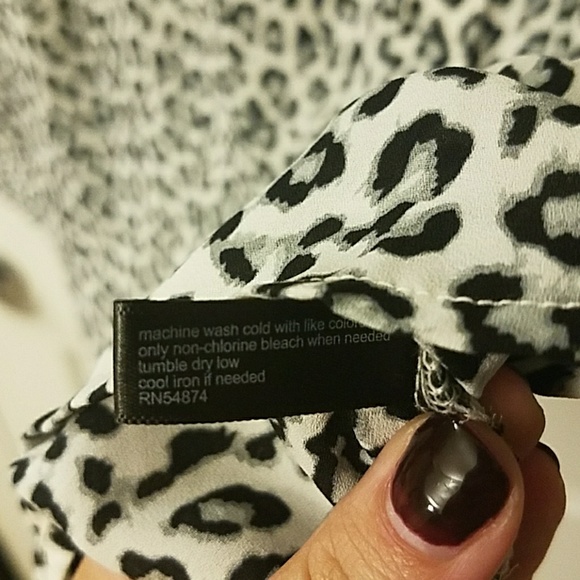 machine wash cold with like colors
only non-chlorine bleach when needed
tumble dry low
cool iron if needed
RN54874